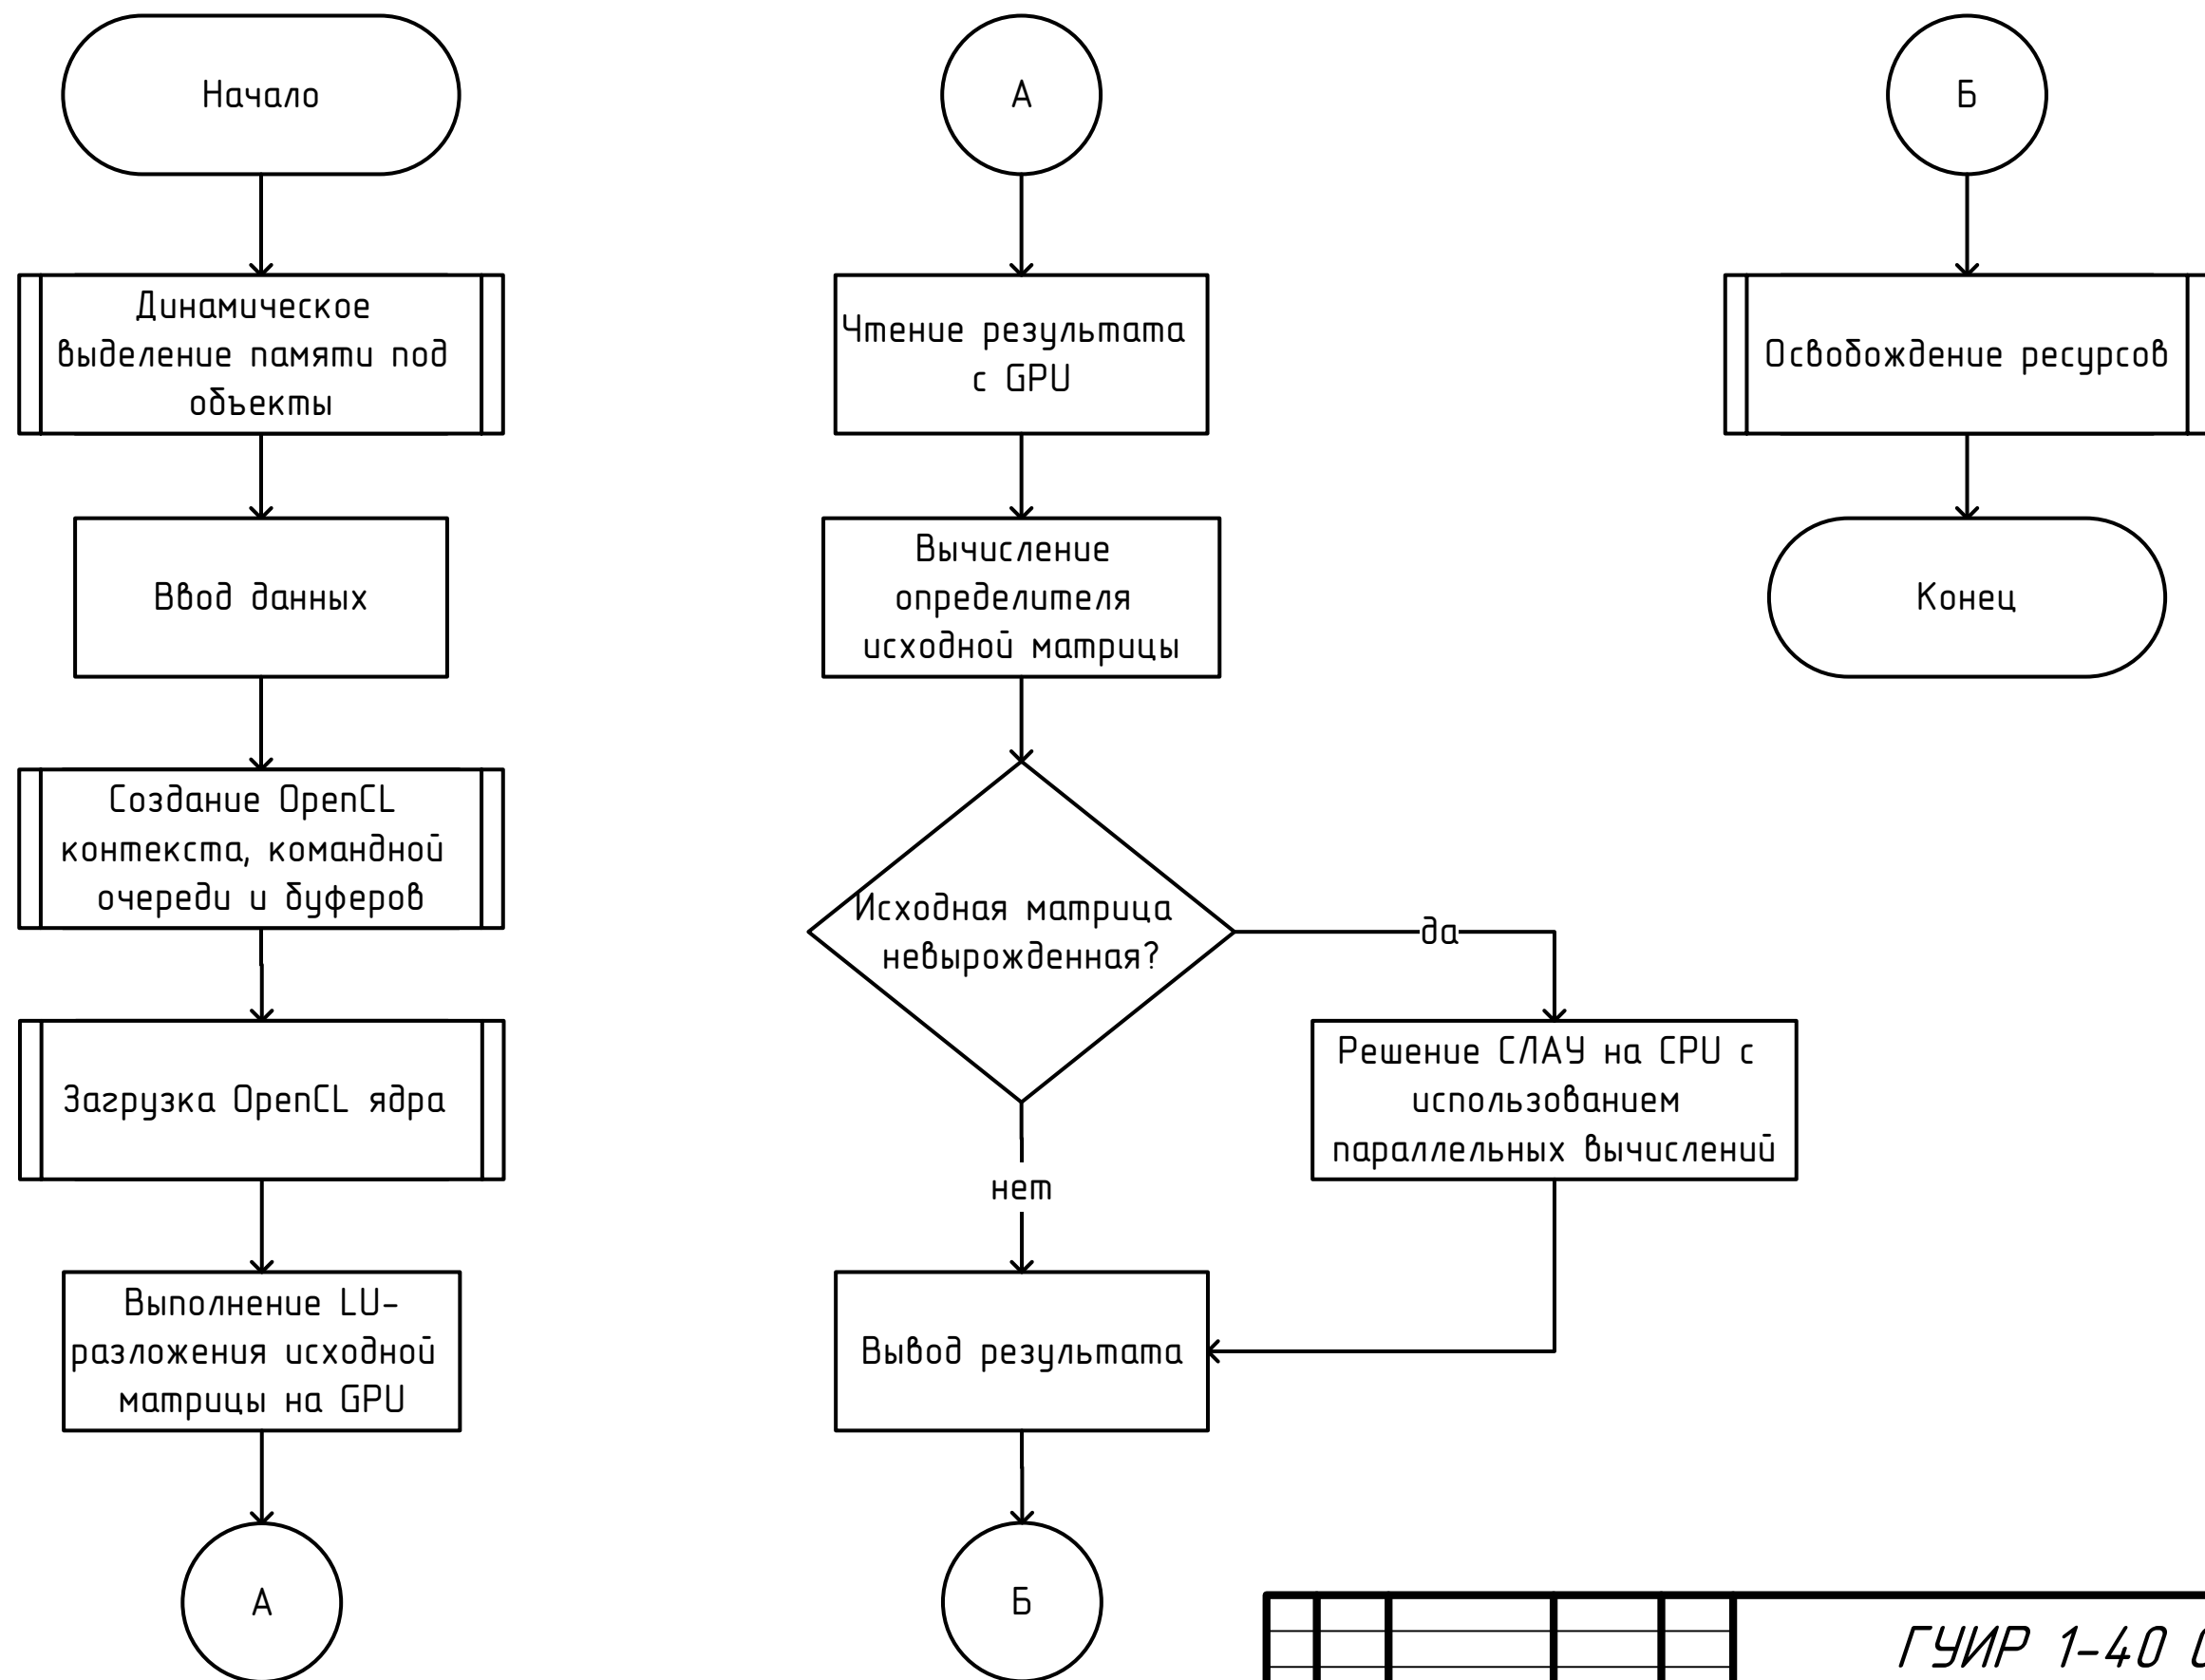 Начало
Динамическое
выделение памяти под
объекты
Ввод данных
Создание OpenCL
контекста, командной
очереди и буферов
Загрузка OpenCL ядра
Выполнение LU-
разложения исходной
матрицы на GPU
А
А
Чтение результата
с GPU
Вычисление
определителя
исходной матрицы
Исходная матрица
невырожденная?
да
Решение СЛАУ на CPU с
использованием
параллельных вычислений
нет
Вывод результата
Б
Б
Освобождение ресурсов
Конец
ГУИР 1-40